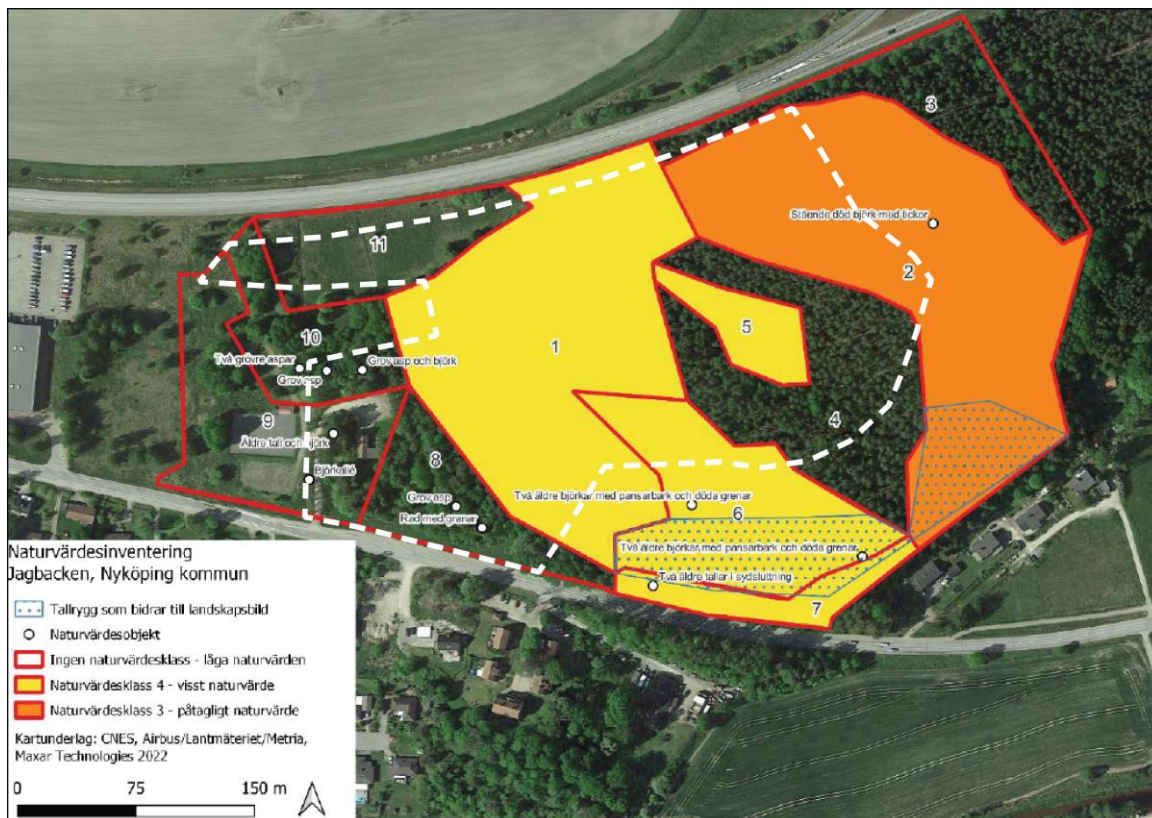 3
Stående död björk med tickor
11
2
5
1
10
Två grövre aspar
Grov asp och björk
Grov asp
4
9
Äldre tall och björk
8
Björkallé
Två äldre björkar med pansarbark och döda grenar
Grov asp
6
Rad med granar
Två äldre björkar med pansarbark och döda grenar
Två äldre tallar i sydsluttning
7
Naturvärdesinventering
Jagbacken, Nyköping kommun
Tallrygg som bidrar till landskapsbild
Naturvärdesobjekt
Ingen naturvärdesklass - låga naturvärden
Naturvärdesklass 4 - visst naturvärde
Naturvärdesklass 3 - påtagligt naturvärde
Kartunderlag: CNES, Airbus/Lantmäteriet/Metria,
Maxar Technologies 2022
0 75 150 m